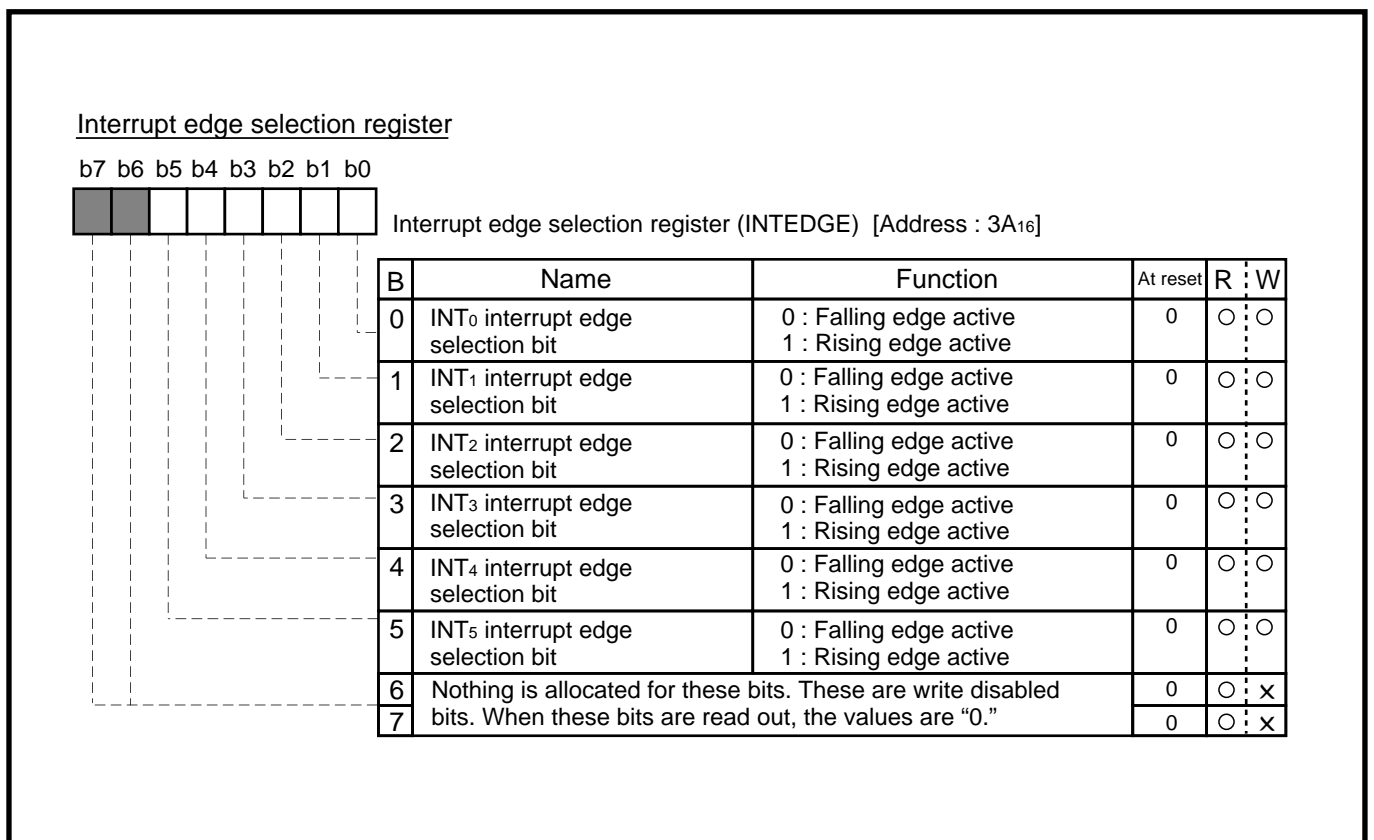 Interrupt edge selection register
b7 b6 b5 b4 b3 b2 b1 b0
Interrupt edge selection register (INTEDGE) [Address : 3A16]
B Name Function At reset R W
0 INT0 interrupt edge 0 : Falling edge active 0 ○ ○
selection bit 1 : Rising edge active
1 INT1 interrupt edge 0 : Falling edge active 0 ○ ○
selection bit 1 : Rising edge active
2 INT2 interrupt edge 0 : Falling edge active 0 ○ ○
selection bit 1 : Rising edge active
3 INT3 interrupt edge 0 : Falling edge active 0 ○ ○
selection bit 1 : Rising edge active
4 INT4 interrupt edge 0 : Falling edge active 0 ○ ○
selection bit 1 : Rising edge active
5 INT5 interrupt edge 0 : Falling edge active 0 ○ ○
selection bit 1 : Rising edge active
6 Nothing is allocated for these bits. These are write disabled 0 ○ ×
7 bits. When these bits are read out, the values are “0.” 0 ○ ×